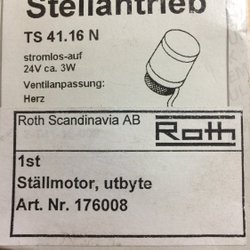 Stellantrieb
TS 41.16 N
stromlos-auf
24V ca. 3W
Ventilanpassung:
Herz
Roth Scandinavia AB
Roth
1st
Ställmotor, utbyte
Art. Nr. 176008